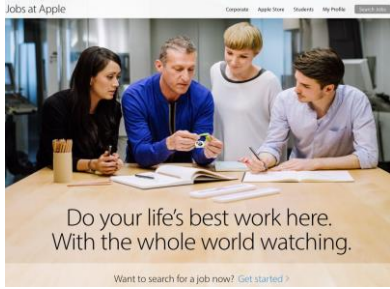 Jobs at Apple
Corporate Apple Store Students My Profile Search Jobs
Do your life's best work here.
With the whole world watching.
Want to search for a job now? Get started >